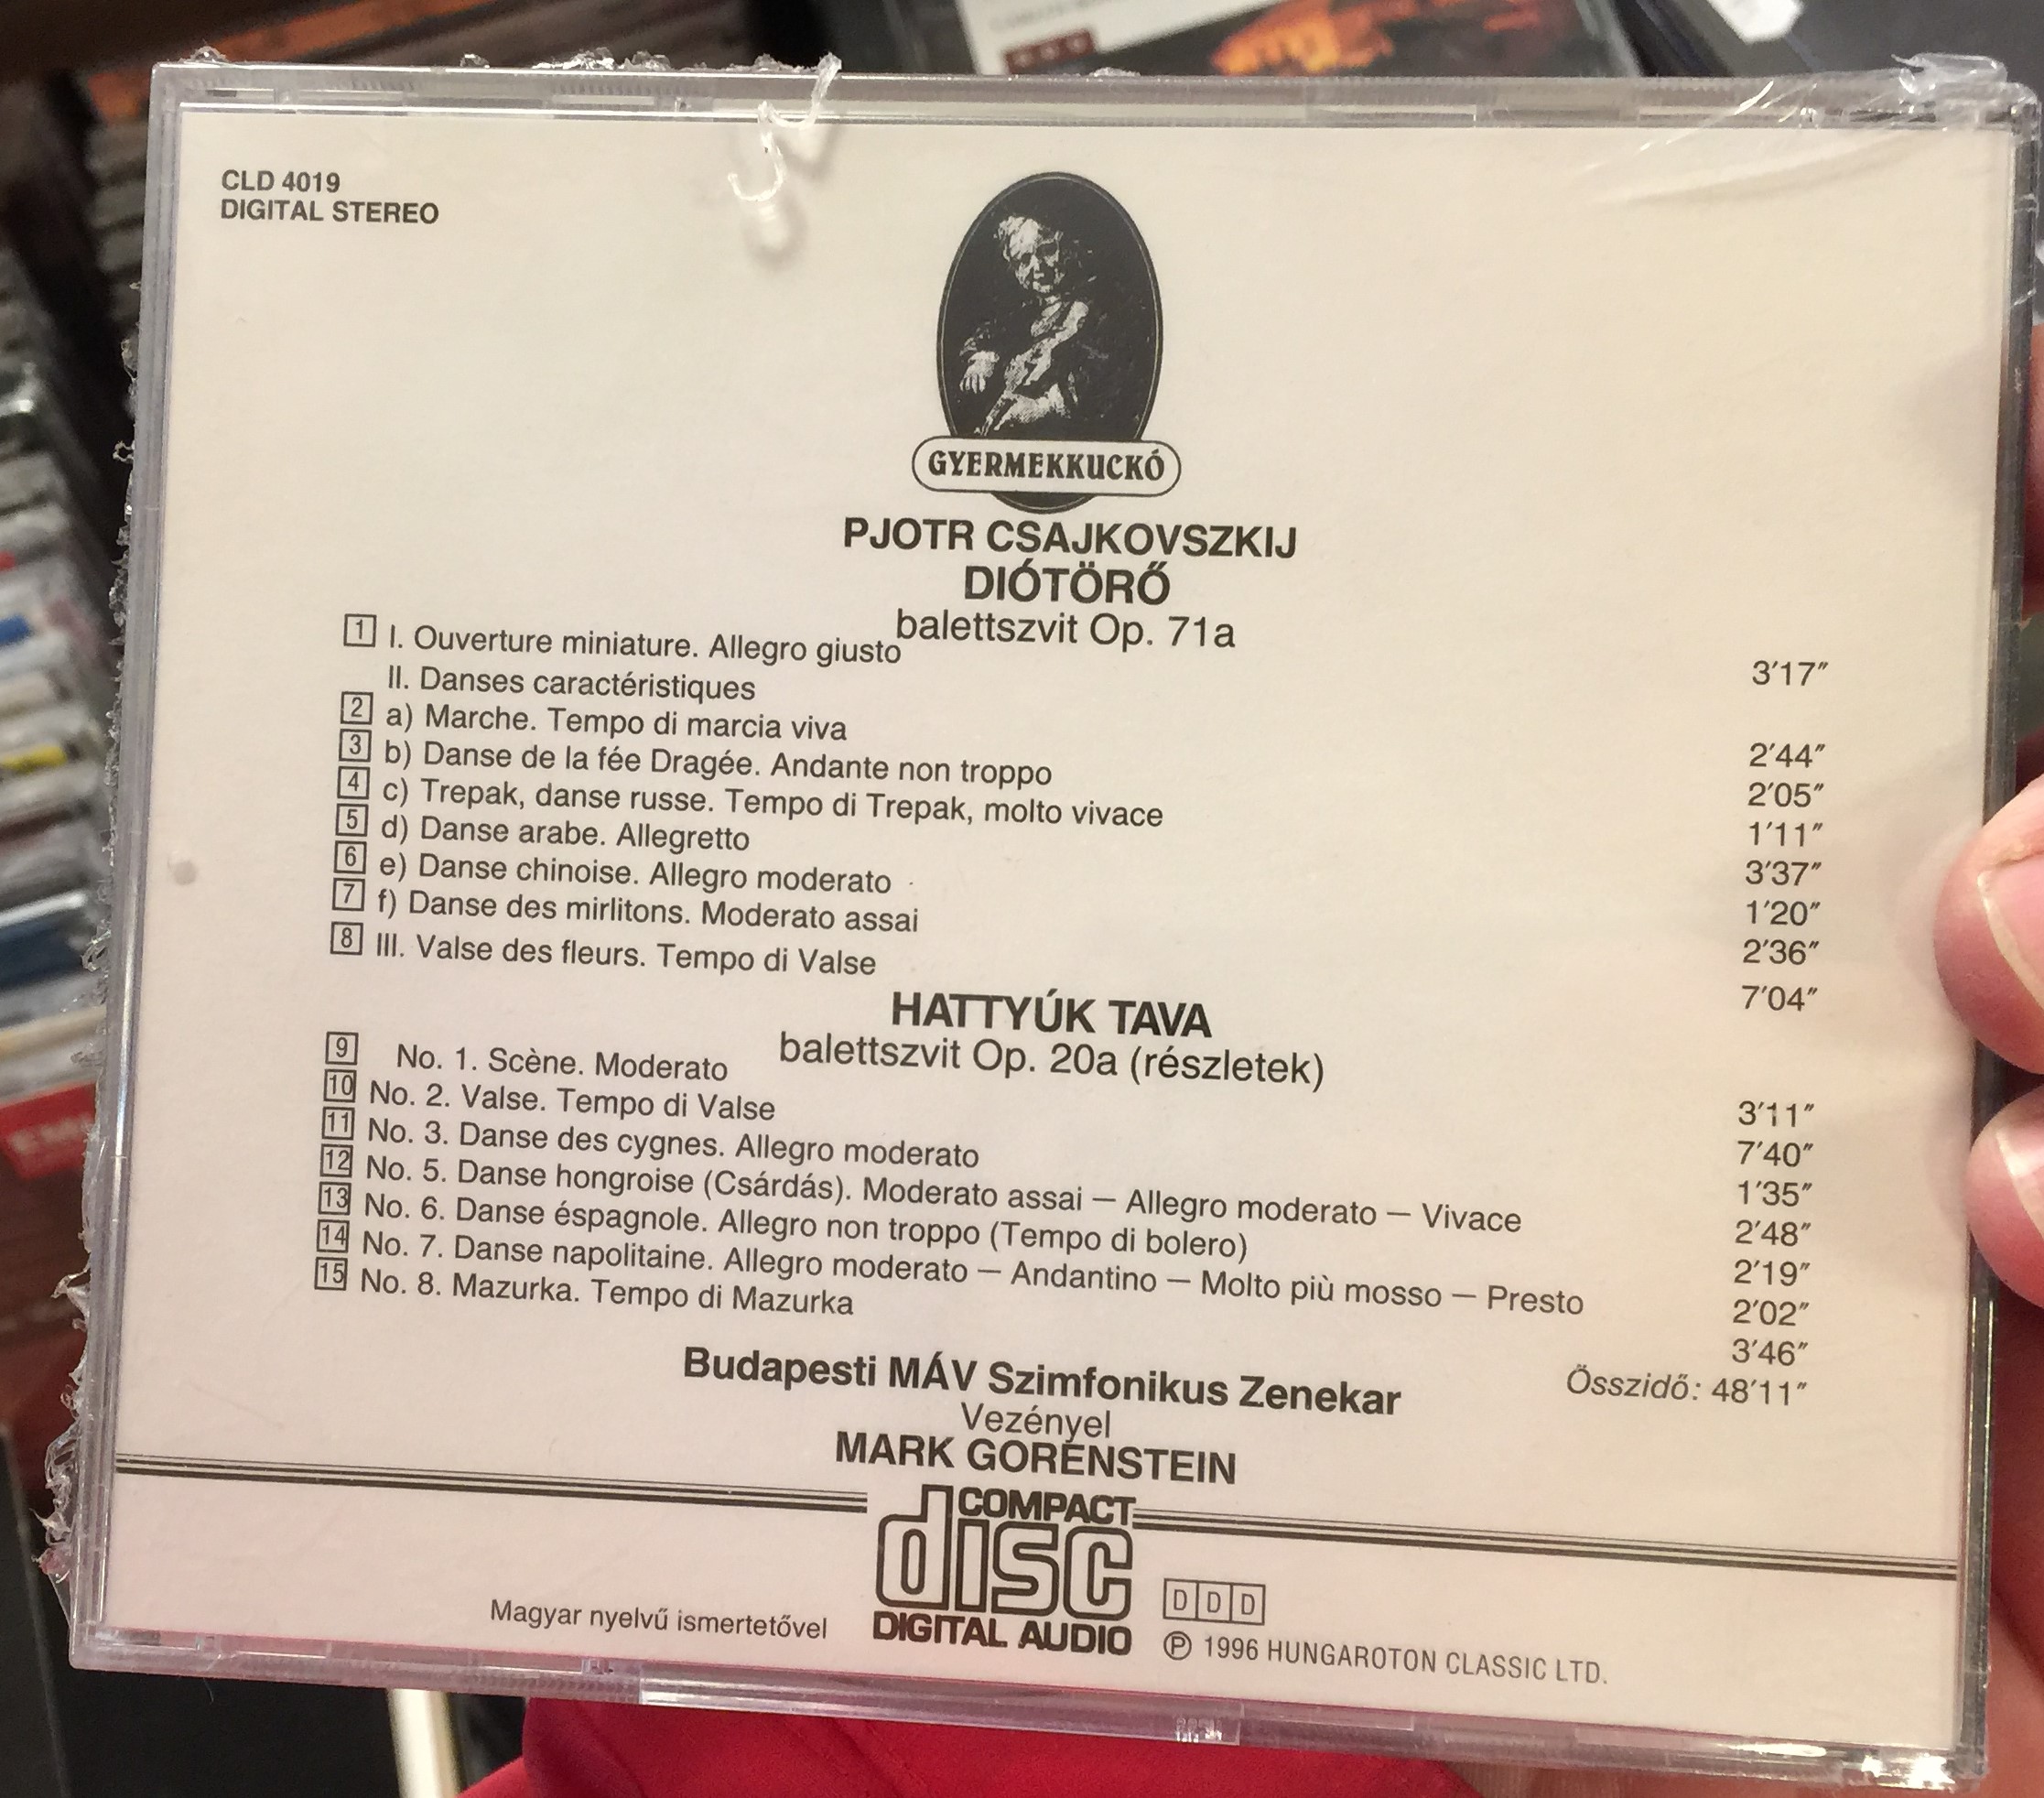 CLD 4019
DIGITAL STEREO
GYERMEKKUCKÓ
PJOTR CSAJKOVSZKIJ
DIÓTÖRŐ
balettszvit Op. 71a
1 I. Ouverture miniature. Allegro giusto 3′17″
II. Danses caractéristiques
2 a) Marche. Tempo di marcia viva 2′44″
3 b) Danse de la fée Dragée. Andante non troppo 2′05″
4 c) Trepak, danse russe. Tempo di Trepak, molto vivace 1′11″
5 d) Danse arabe. Allegretto 3′37″
6 e) Danse chinoise. Allegro moderato 1′20″
7 f) Danse des mirlitons. Moderato assai 2′36″
8 III. Valse des fleurs. Tempo di Valse 7′04″
HATTYÚK TAVA
balettszvit Op. 20a (részletek)
9 No. 1. Scène. Moderato 3′11″
10 No. 2. Valse. Tempo di Valse 7′40″
11 No. 3. Danse des cygnes. Allegro moderato 1′35″
12 No. 5. Danse hongroise (Csárdás). Moderato assai – Allegro moderato – Vivace 2′48″
13 No. 6. Danse éspagnole. Allegro non troppo (Tempo di bolero) 2′19″
14 No. 7. Danse napolitaine. Allegro moderato – Andantino – Molto più mosso – Presto 2′02″
15 No. 8. Mazurka. Tempo di Mazurka 3′46″
Összidő: 48′11″
Budapesti MÁV Szimfonikus Zenekar
Vezényel
MARK GORENSTEIN
COMPACT
disc
DIGITAL AUDIO
DDD
Magyar nyelvű ismertetővel
Ⓟ 1996 HUNGAROTON CLASSIC LTD.